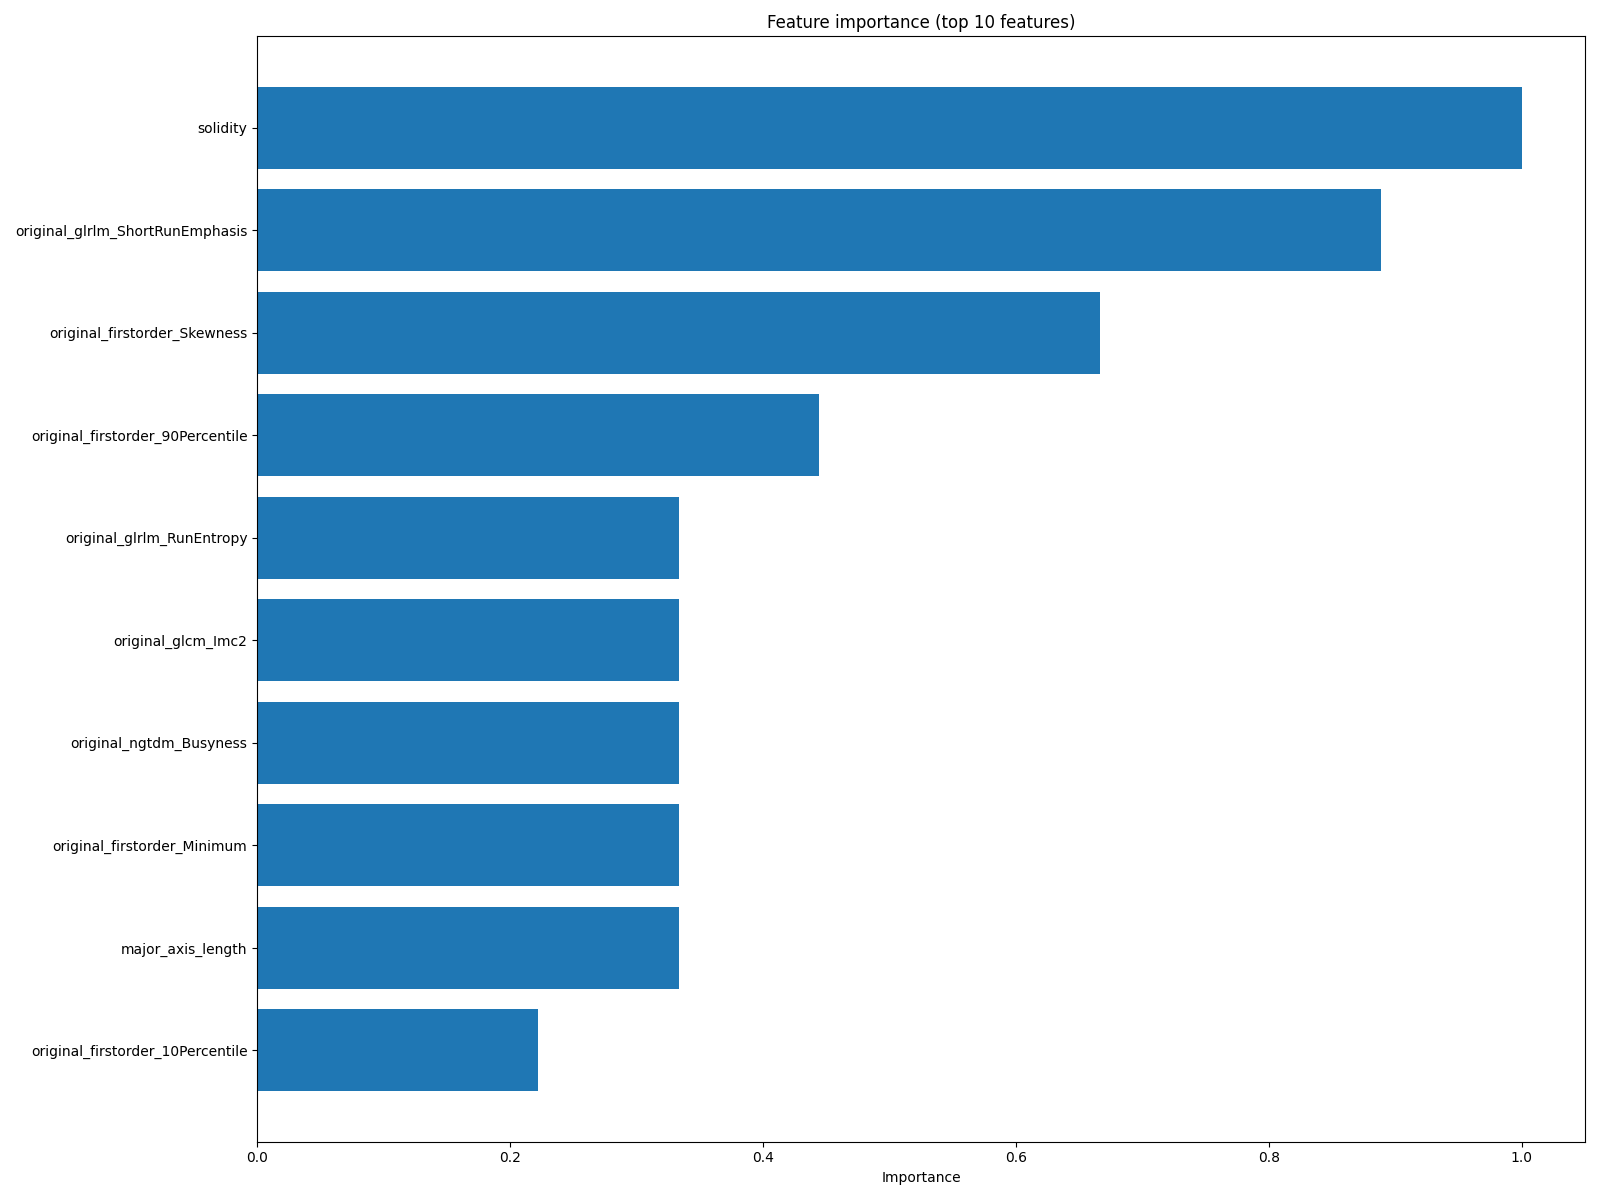 Feature importance (top 10 features)
solidity
original_glrlm_ShortRunEmphasis
original_firstorder_Skewness
original_firstorder_90Percentile
original_glrlm_RunEntropy
original_glcm_Imc2
original_ngtdm_Busyness
original_firstorder_Minimum
major_axis_length
original_firstorder_10Percentile
0.0 0.2 0.4 0.6 0.8 1.0
Importance